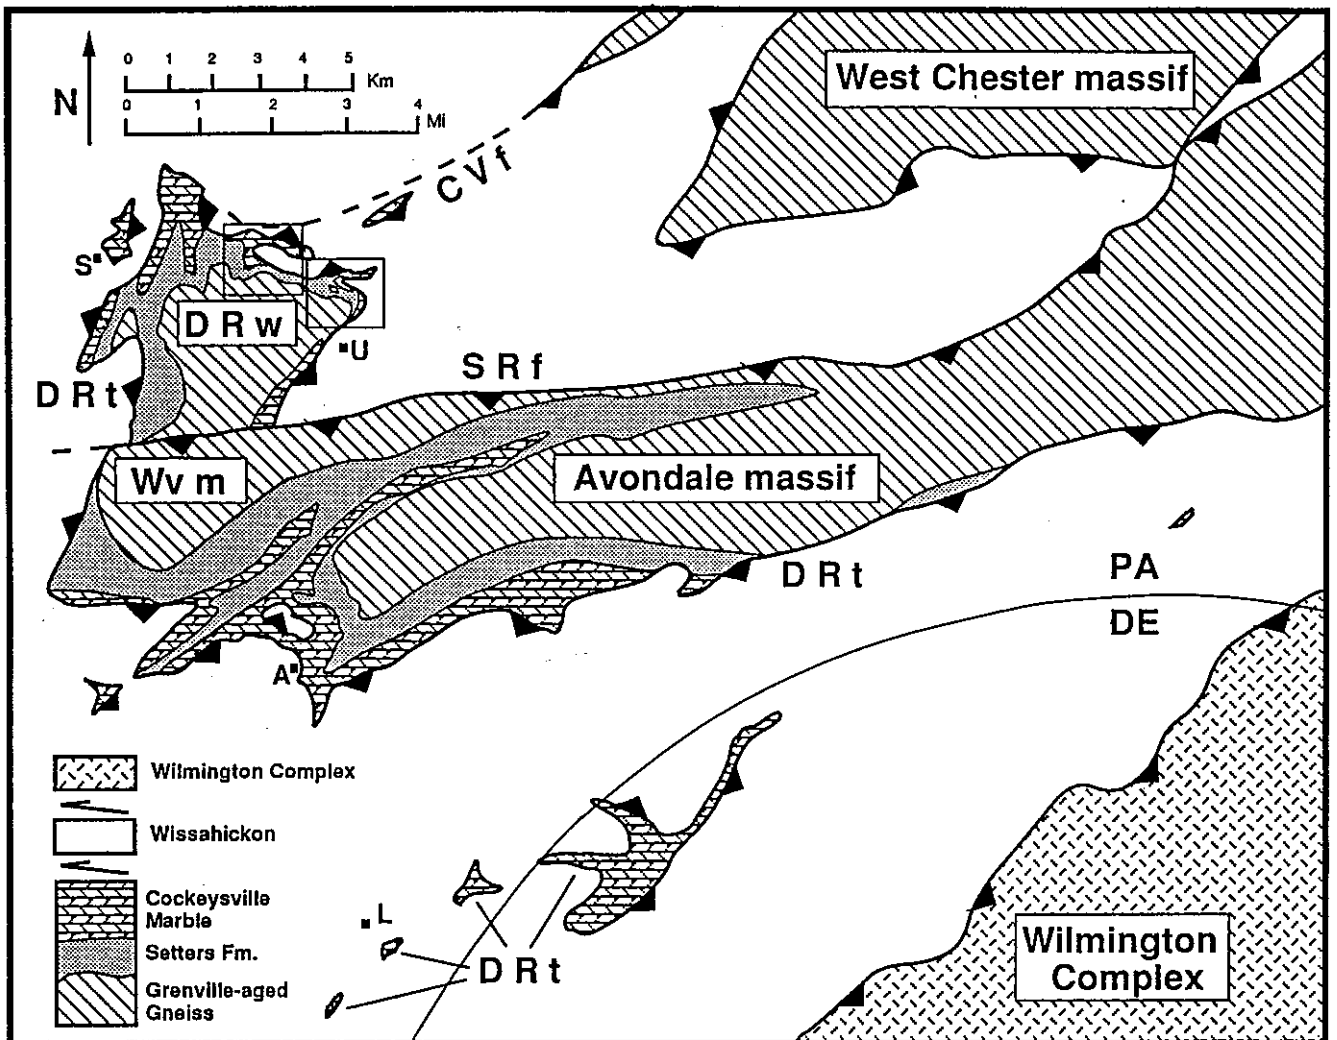 0 1 2 3 4 5
Km
0 1 2 3 4
Mi
N
West Chester massif
C V f
S
D R w
U
D R t
S R f
Wv m
Avondale massif
D R t
PA
DE
A
Wilmington Complex
Wissahickon
Cockeysville
Marble
Setters Fm.
Grenville-aged
Gneiss
L
D R t
Wilmington
Complex